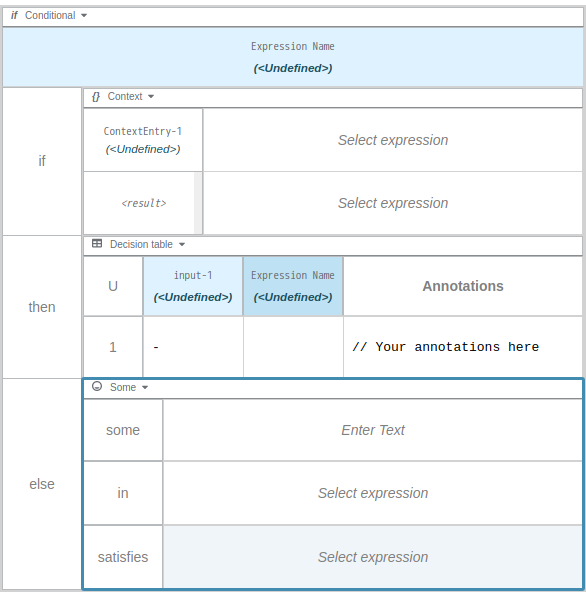 if Conditional
Expression Name
(<Undefined>)
if
{} Context
ContextEntry-1
(<Undefined>)
Select expression
<result>
Select expression
then
Decision table
U
input-1
(<Undefined>)
Expression Name
(<Undefined>)
Annotations
1
-
// Your annotations here
else
Some
some
Enter Text
in
Select expression
satisfies
Select expression